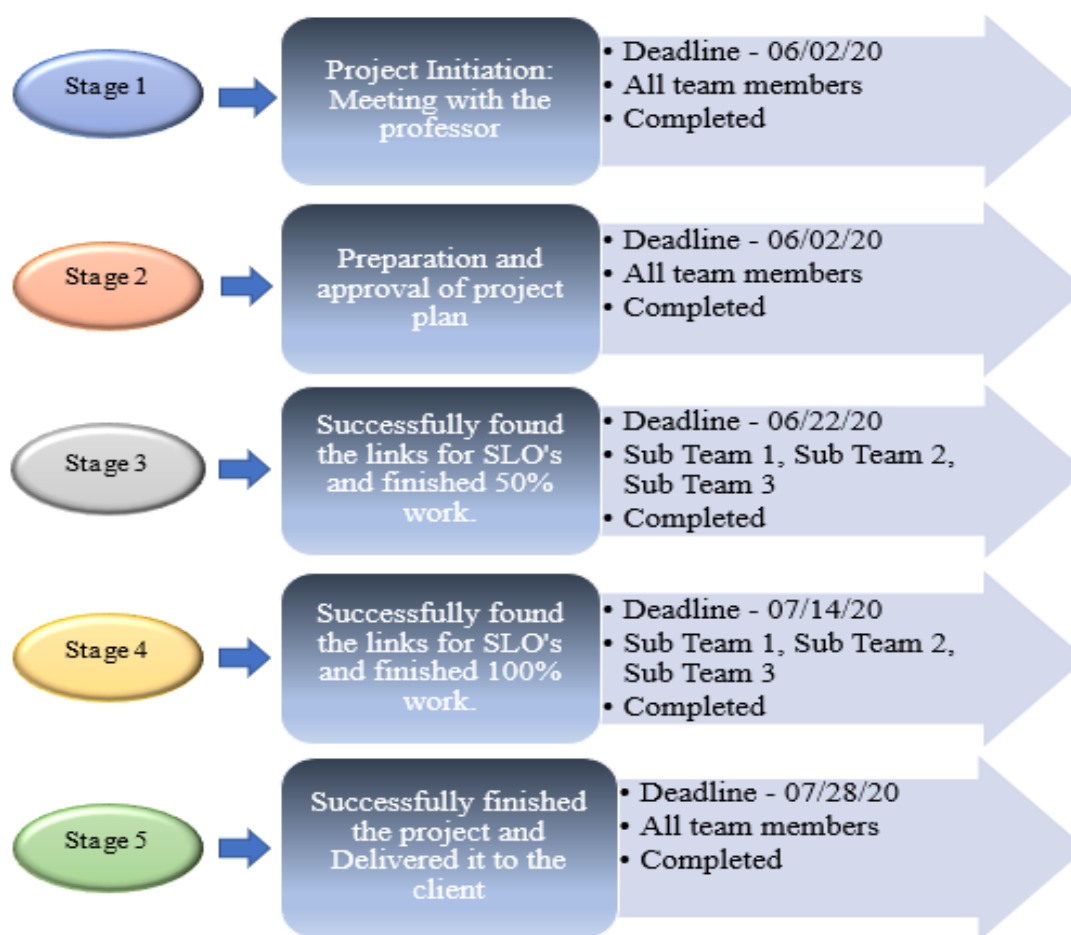 Stage 1
Project Initiation:
Meeting with the
professor
• Deadline - 06/02/20
• All team members
• Completed
Stage 2
Preparation and
approval of project
plan
• Deadline - 06/02/20
• All team members
• Completed
Stage 3
Successfully found
the links for SLO's
and finished 50%
work.
• Deadline - 06/22/20
• Sub Team 1, Sub Team 2,
Sub Team 3
• Completed
Stage 4
Successfully found
the links for SLO's
and finished 100%
work.
• Deadline - 07/14/20
• Sub Team 1, Sub Team 2,
Sub Team 3
• Completed
Stage 5
Successfully finished
the project and
Delivered it to the
client
• Deadline - 07/28/20
• All team members
• Completed